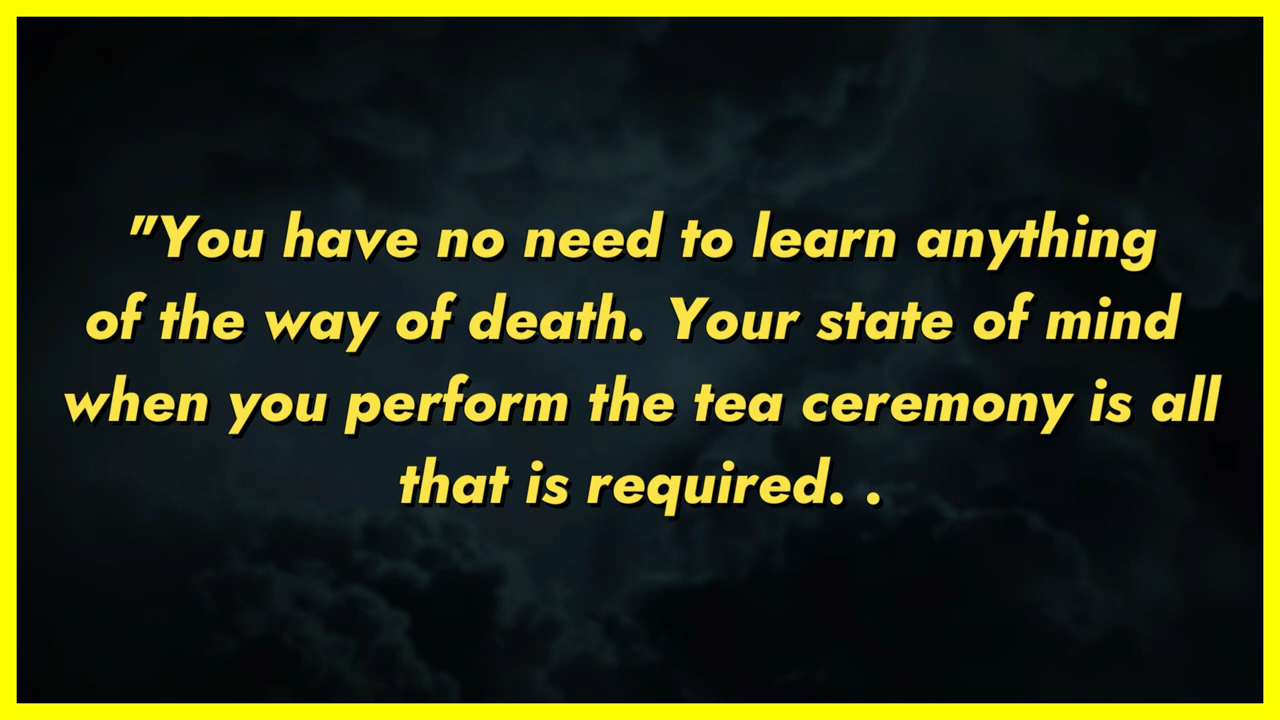 "You have no need to learn anything
of the way of death. Your state of mind
when you perform the tea ceremony is all
that is required. .